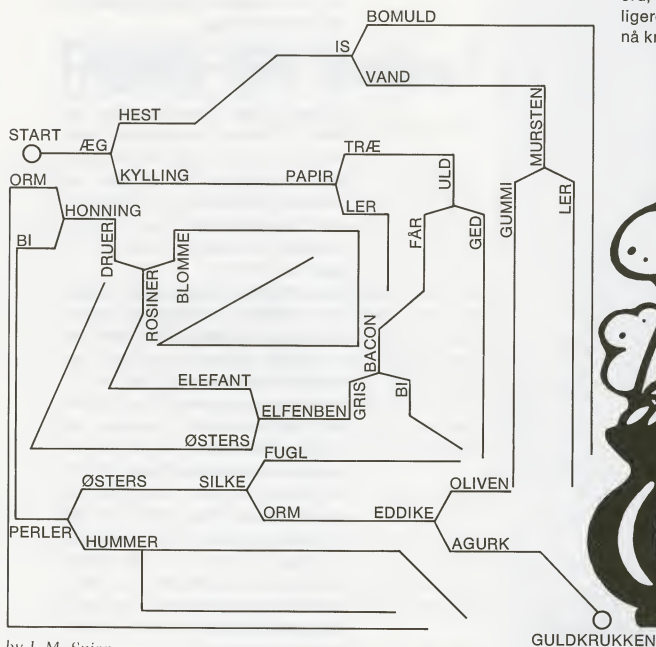 ligere
BOMULD
IS
VAND
HEST
MURSTEN
START
ÆG
TRÆ
KYLLING
PAPIR
ULD
LER
ORM
HONNING
LER
GUMMI
BI
DRUER
BLOMME
FÅR
GED
ROSINER
BACON
ELEFANT
ELFENBEN
GRIS
BI
ØSTERS
FUGL
ØSTERS
SILKE
OLIVEN
ORM
EDDIKE
PERLER
HUMMER
AGURK
GULDKRUKKEN